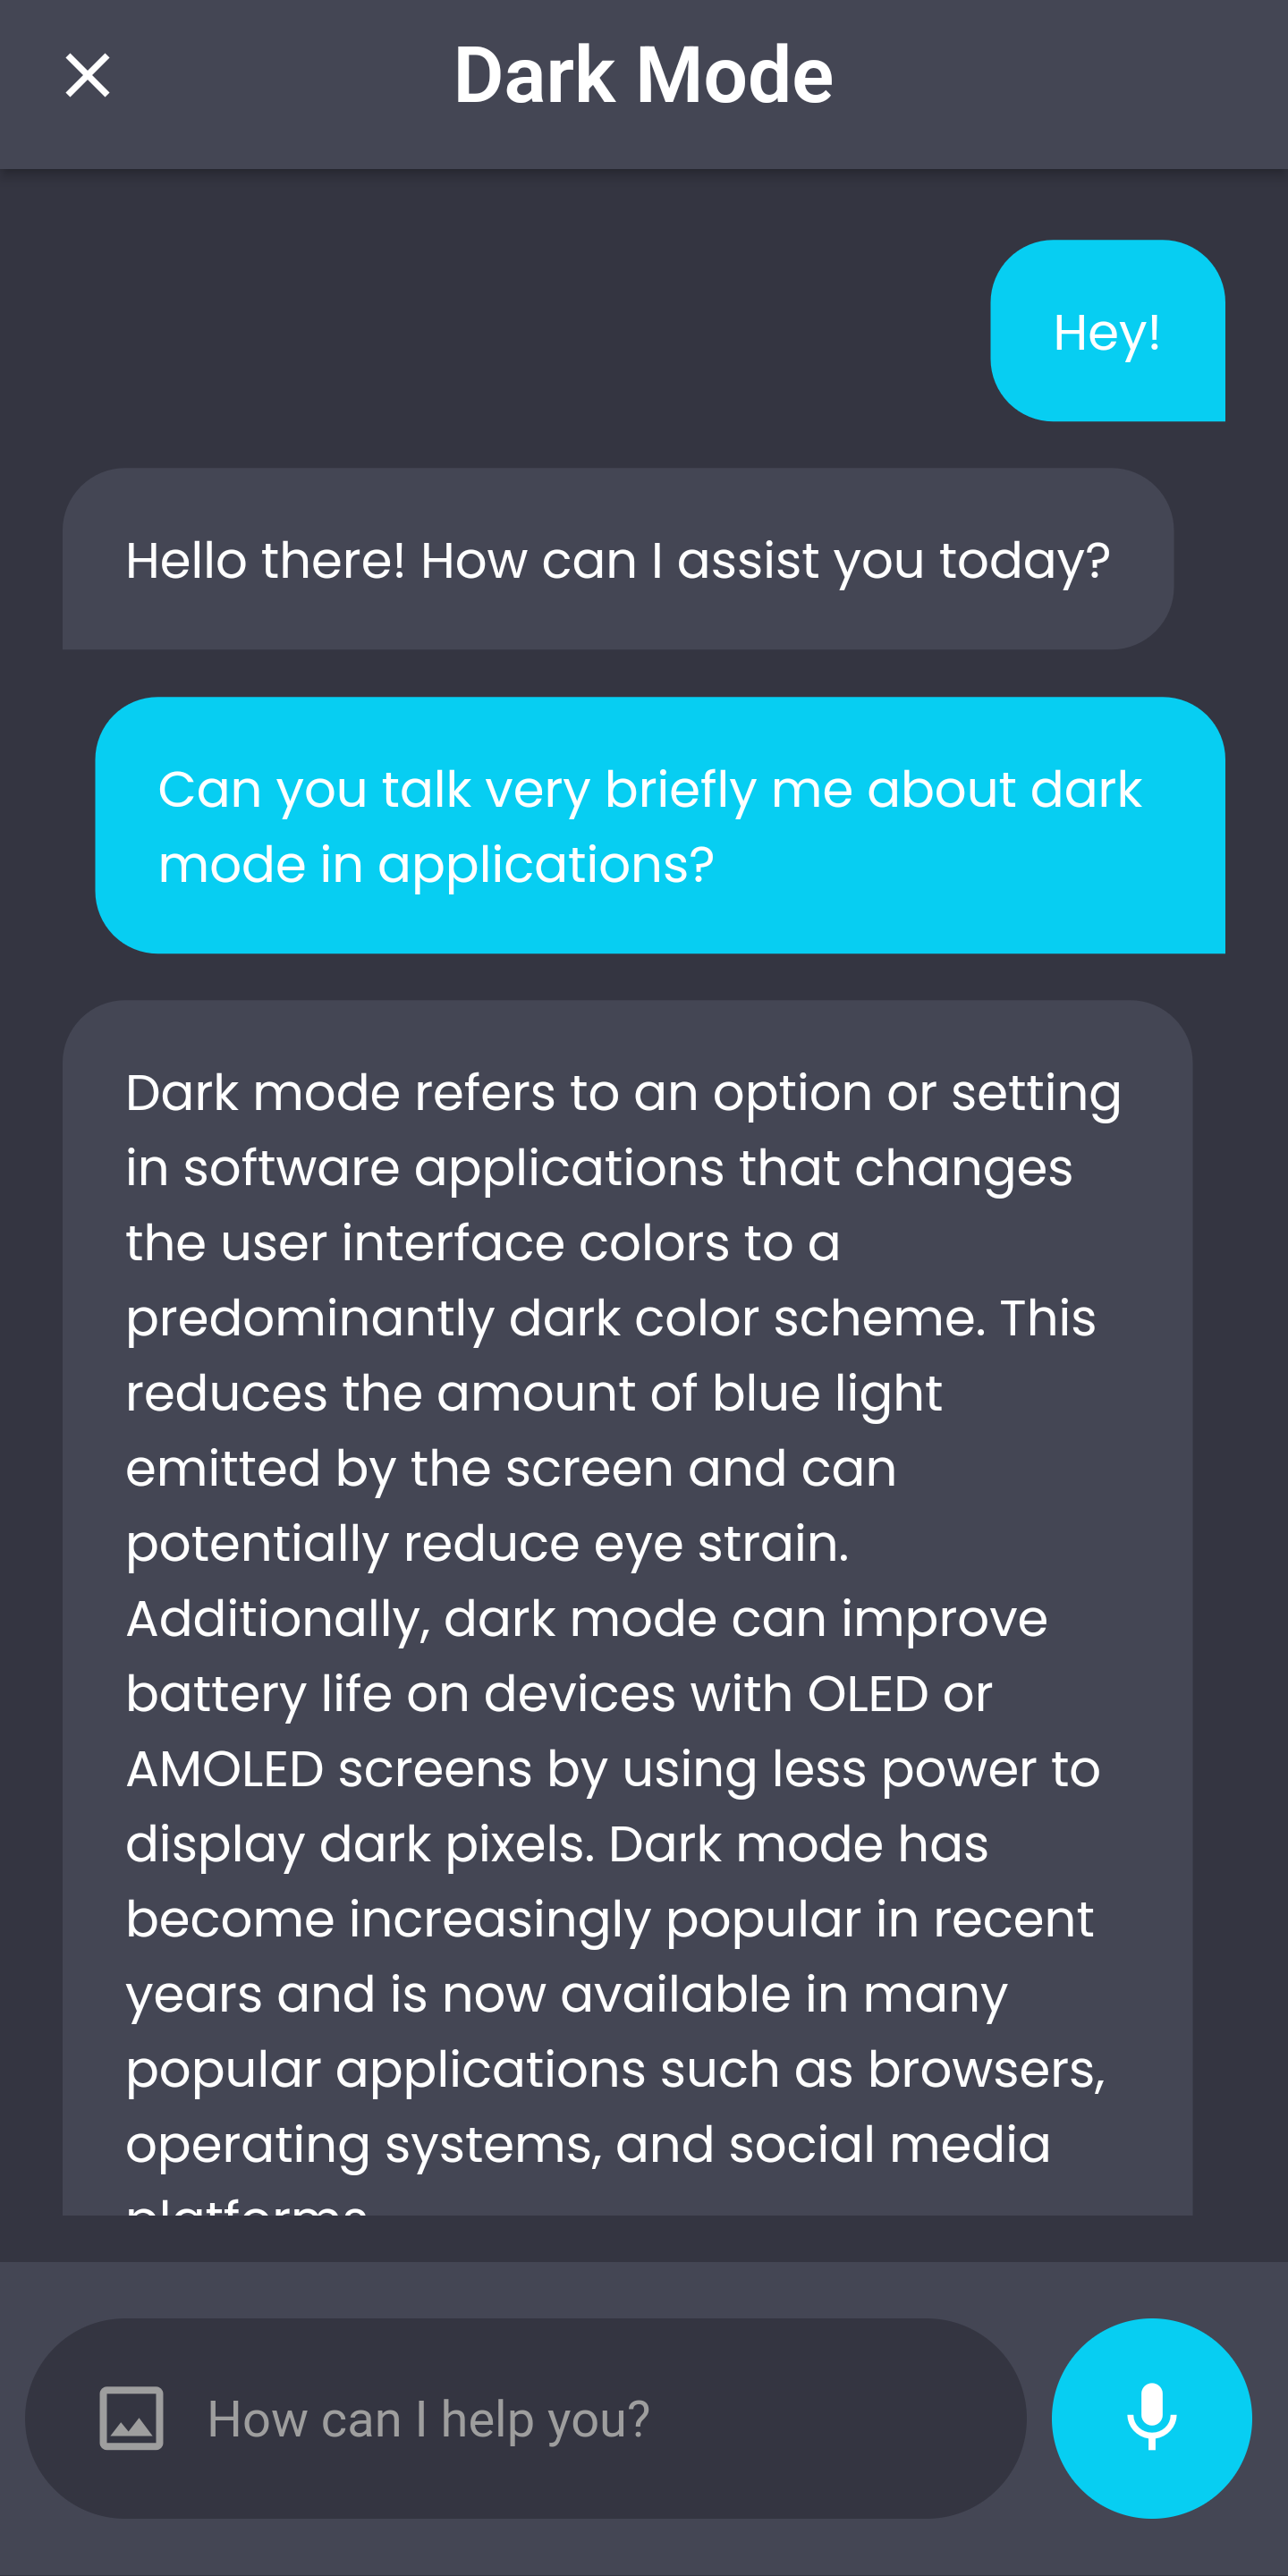 Dark Mode
Hey!
Hello there! How can I assist you today?
Can you talk very briefly me about dark
mode in applications?
Dark mode refers to an option or setting
in software applications that changes
the user interface colors to a
predominantly dark color scheme. This
reduces the amount of blue light
emitted by the screen and can
potentially reduce eye strain.
Additionally, dark mode can improve
battery life on devices with OLED or
AMOLED screens by using less power to
display dark pixels. Dark mode has
become increasingly popular in recent
years and is now available in many
popular applications such as browsers,
operating systems, and social media
platforms
How can I help you?